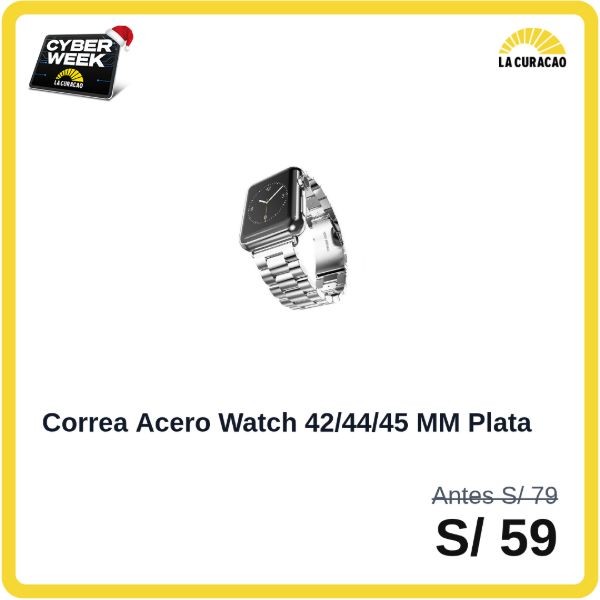 CYBER
WEEK
LA CURACAO
LA CURACAO
Correa Acero Watch 42/44/45 MM Plata
Antes S/ 79
S/ 59